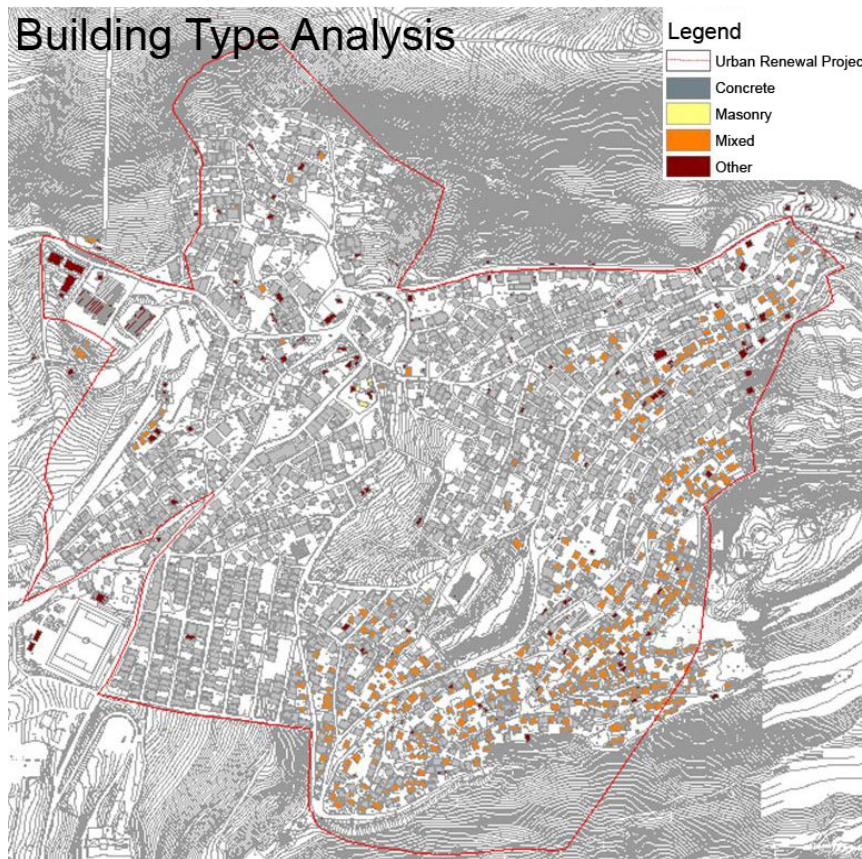 Building Type Analysis
Legend
Urban Renewal Projec
Concrete
Masonry
Mixed
Other